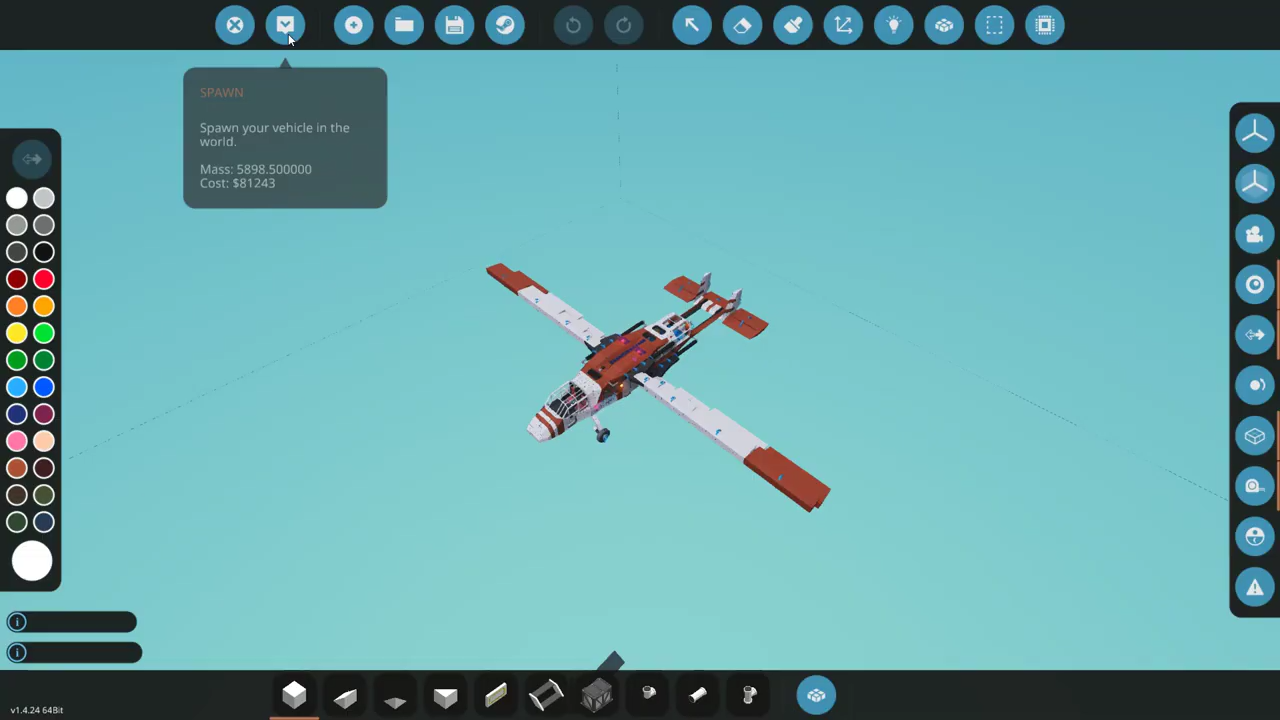 SPAWN
Spawn your vehicle in the
world.
Mass: 5898.500000
Cost: $81243
v1.4.24 64Bit